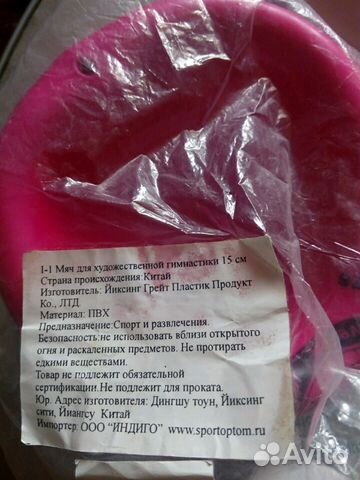 1-1 Мяч для художественной гимнастики 15 см
Страна происхождения:Китай
Изготовитель: Йиксинг Грейт Пластик Продукт
Ко., ЛТД
Материал: ПВХ
Предназначение:Спорт и развлечения.
Безопасность:не использовать вблизи открытого
огня и раскаленных предметов. Не протирать
едкими веществами.
Товар не подлежит обязательной
сертификации.Не подлежит для проката.
Юр. Адрес изготовителя: Дингшу тоун, Йиксинг
сити, Йиангсу Китай
Импортер: ООО "ИНДИГО" www.sportoptom.ru
Avito